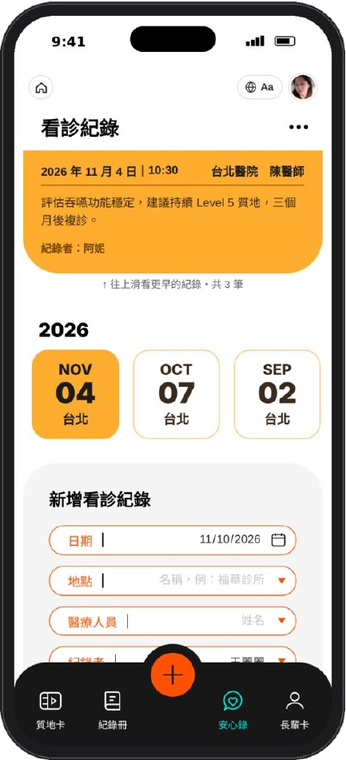 9:41
Aa
看診紀錄
2026 年 11 月 4 日|10:30 台北醫院 陳醫師
評估吞嚥功能穩定，建議持續 Level 5 質地，三個
月後複診。
紀錄者：阿妮
↑ 往上滑看更早的紀錄・共 3 筆
2026
NOV OCT SEP
04 07 02
台北 台北 台北
新增看診紀錄
日期 11/10/2026
地點 名稱，例：福華診所
醫療人員 姓名
紀錄者
質地卡 紀錄冊 安心錄 長輩卡